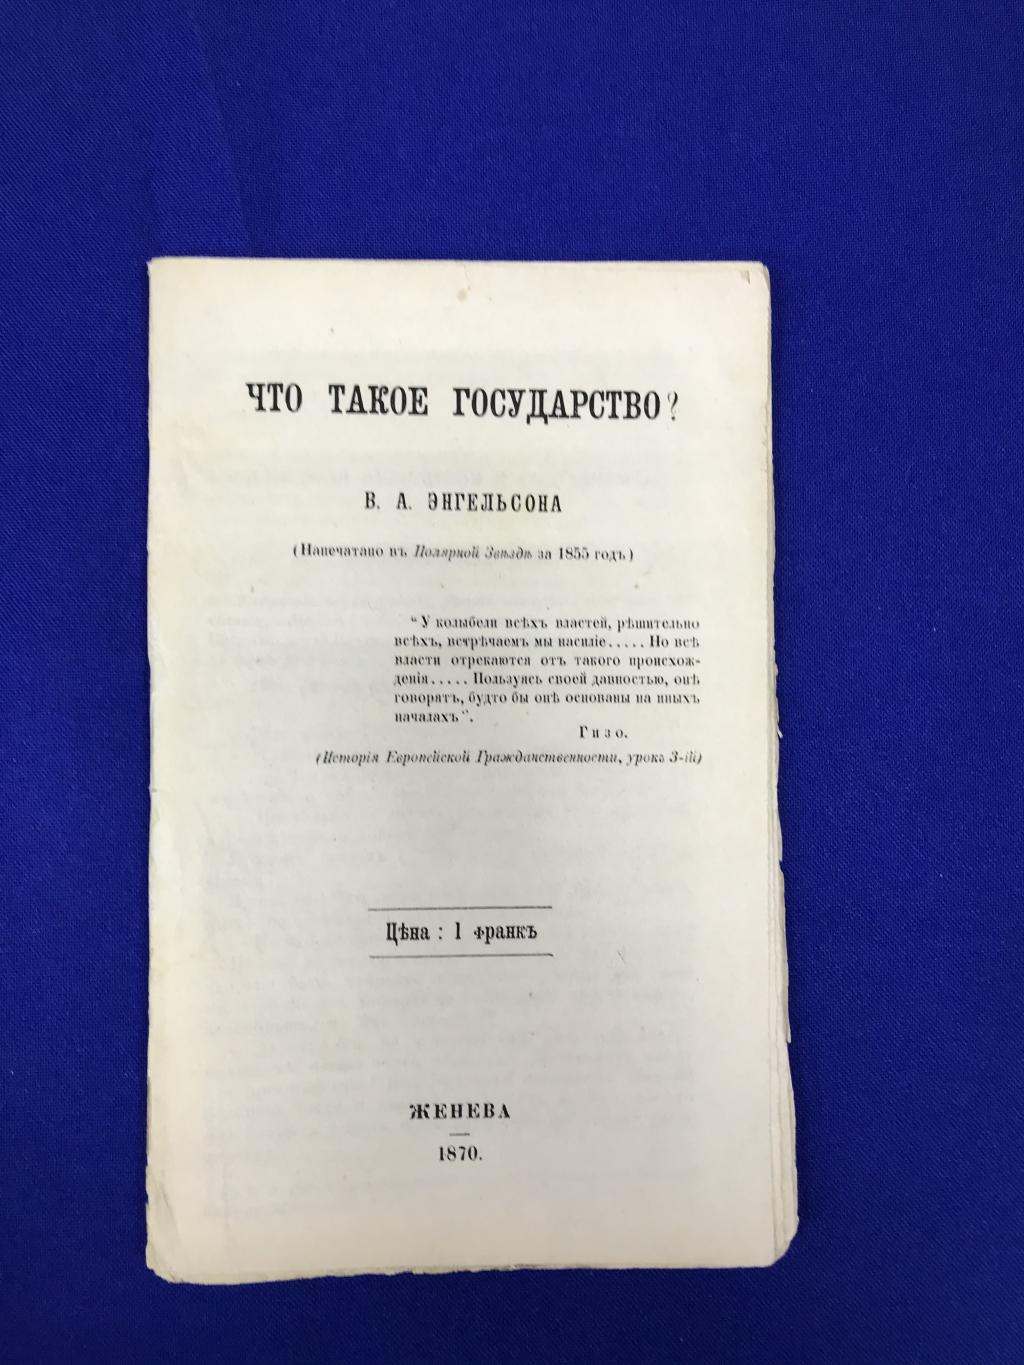 ЧТО ТАКОЕ ГОСУДАРСТВО?
В. А. ЭНГЕЛЬСОНА
(Напечатано въ Полярной Звѣздѣ за 1855 годъ)
“У колыбели всѣхъ властей, рѣшительно
всѣхъ, встрѣчаемъ мы насиліе..... Но всѣ
власти отрекаются отъ такого происхож-
денія..... Пользуясь своей давностью, онѣ
говорятъ, будто бы онѣ основаны на иныхъ
началахъ“.
Гизо.
(Исторія Европейской Гражданственности, урокъ 3-ій)
Цѣна : 1 франкъ
ЖЕНЕВА
1870.